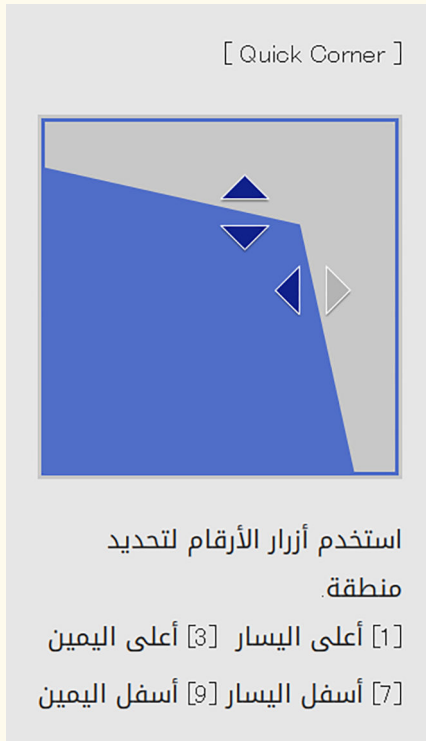 [ Quick Corner ]
استخدم أزرار الأرقام لتحديد
منطقة.
[1] أعلى اليسار [3] أعلى اليمين
[7] أسفل اليسار [9] أسفل اليمين